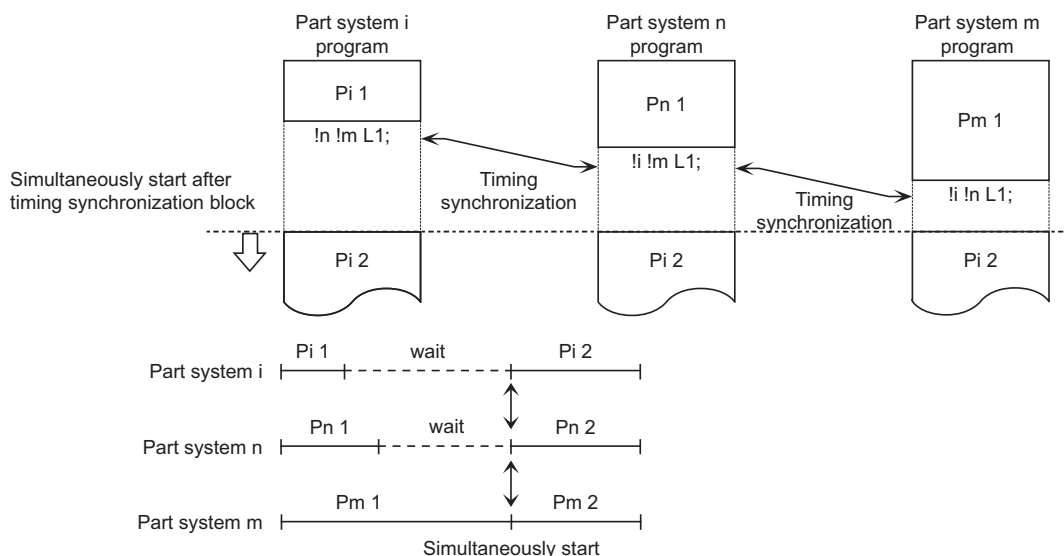 Part system i
program
Part system n
program
Part system m
program
Pi 1
Pn 1
Pm 1
!n !m L1;
!i !m L1;
!i !n L1;
Simultaneously start after
timing synchronization block
Timing
synchronization
Timing
synchronization
Pi 2
Pi 2
Pi 2
Pi 1
wait
Pi 2
Part system i
Pn 1
wait
Pn 2
Part system n
Pm 1
Pm 2
Part system m
Simultaneously start